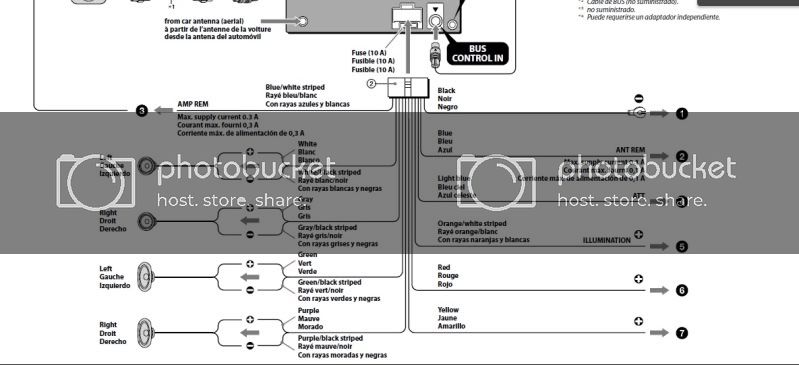 *1
from car antenna (aerial)
à partir de l'antenne de la voiture
desde la antena del automóvil
*2 Cable de BUS (no suministrado).
*3 no suministrado.
*4 Puede requerirse un adaptador independiente.
Fuse (10 A)
Fusible (10 A)
Fusible (10 A)
BUS
CONTROL IN
2
Blue/white striped
Rayé bleu/blanc
Con rayas azules y blancas
3
AMP REM
Max. supply current 0.3 A
Courant max. fourni 0,3 A
Corriente máx. de alimentación de 0,3 A
Black
Noir
Negro
1
Left
Gauche
Izquierdo
White
Blanc
Blanco
White/black striped
Rayé blanc/noir
Con rayas blancas y negras
Blue
Bleu
Azul
ANT REM
2
Max. supply current 0.1 A
Courant max. fourni 0,1 A
Corriente máx. de alimentación de 0,1 A
Right
Droit
Derecho
Gray
Gris
Gris
Gray/black striped
Rayé gris/noir
Con rayas grises y negras
Light blue
Bleu ciel
Azul celeste
ATT
Orange/white striped
Rayé orange/blanc
Con rayas naranjas y blancas
ILLUMINATION
5
Left
Gauche
Izquierdo
Green
Vert
Verde
Green/black striped
Rayé vert/noir
Con rayas verdes y negras
Red
Rouge
Rojo
6
Right
Droit
Derecho
Purple
Mauve
Morado
Purple/black striped
Rayé mauve/noir
Con rayas moradas y negras
Yellow
Jaune
Amarillo
7
photobucket
host. store. share.
photobucket
host. store. share.